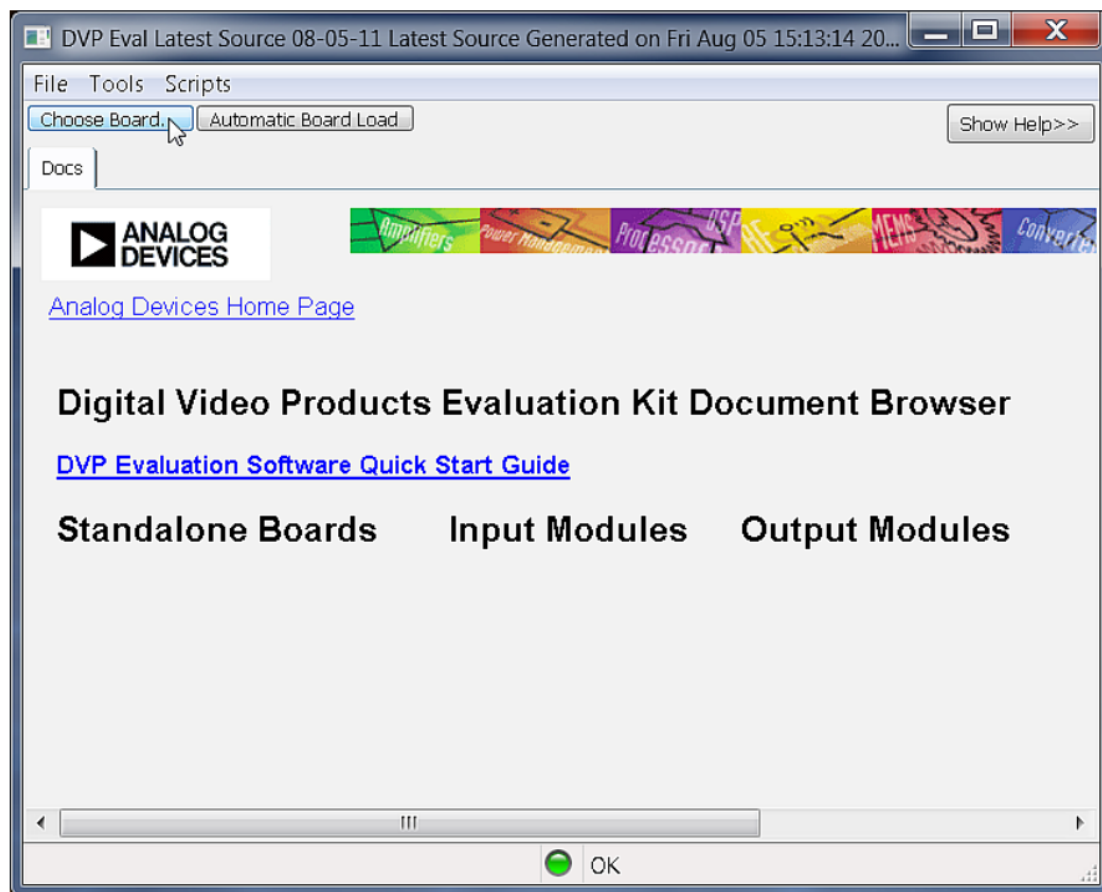 DVP Eval Latest Source 08-05-11 Latest Source Generated on Fri Aug 05 15:13:14 20...
File Tools Scripts
Choose Board.. Automatic Board Load Show Help>>
Docs
ANALOG
DEVICES
Amplifiers Power Management Processors DSP RF MEMS Converte
Analog Devices Home Page
Digital Video Products Evaluation Kit Document Browser
DVP Evaluation Software Quick Start Guide
Standalone Boards Input Modules Output Modules
OK